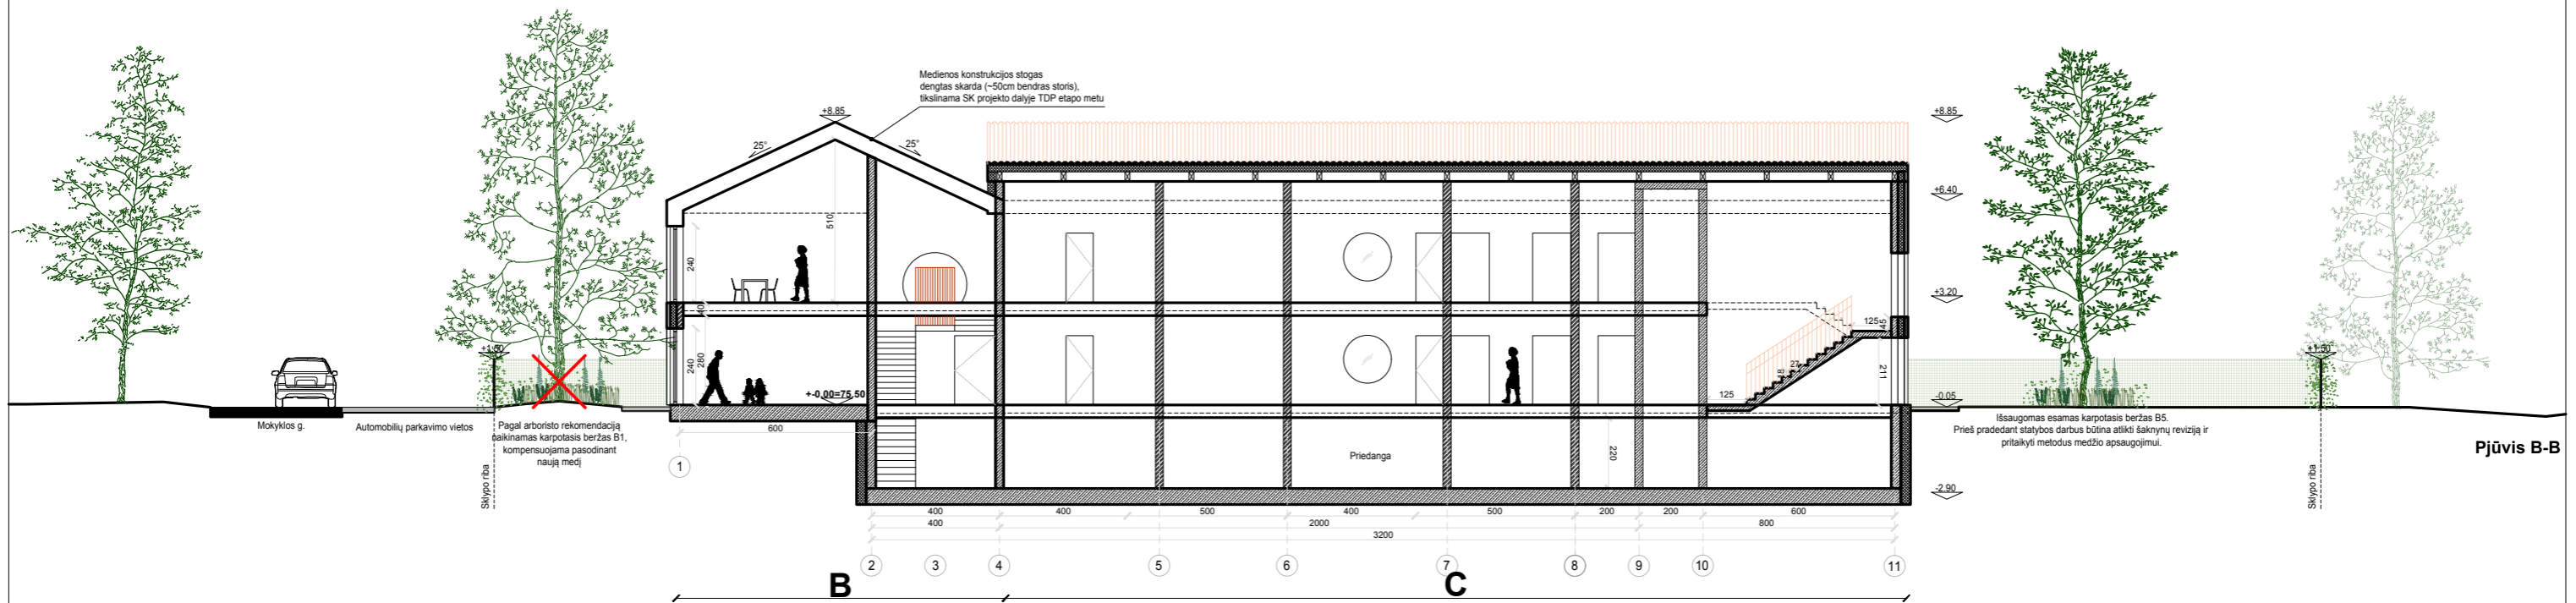 Medienos konstrukcijos stogas
dengtas skarda (~50cm bendras storis),
tikslinama SK projekto dalyje TDP etapo metu
+8.85
+8.85
25°
25°
+6.40
510
240
+3.20
40
125
45
+1.50
+1.50
240
280
27
18
211
125
+-0,00=75,50
-0.05
Mokyklos g.
Automobilių parkavimo vietos
Pagal arboristo rekomendaciją
naikinamas karpotasis beržas B1,
kompensuojama pasodinant
naują medį
Sklypo riba
600
1
Priedanga
220
Išsaugomas esamas karpotasis beržas B5.
Prieš pradedant statybos darbus būtina atlikti šaknynų reviziją ir
pritaikyti metodus medžio apsaugojimui.
Pjūvis B-B
Sklypo riba
-2.90
400 400 500 400 500 200 200 600
400 2000 800
3200
2 3 4 5 6 7 8 9 10 11
B C